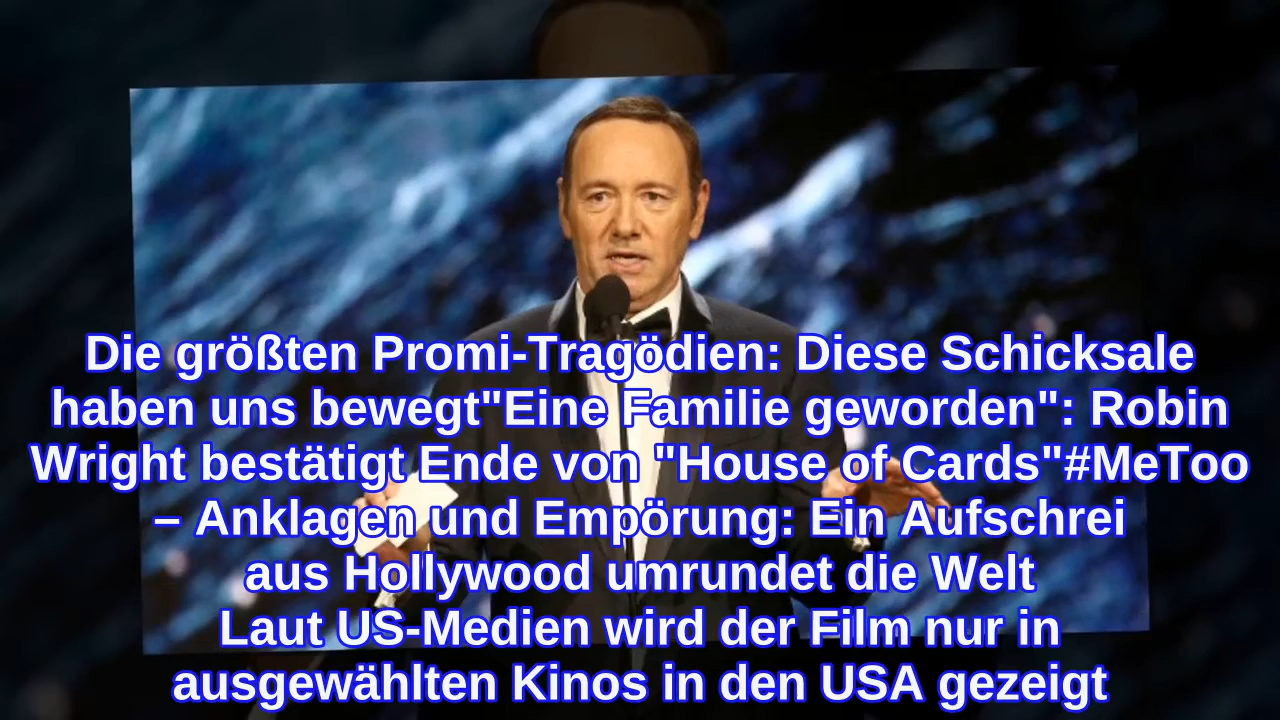 Die größten Promi-Tragödien: Diese Schicksale
haben uns bewegt"Eine Familie geworden": Robin
Wright bestätigt Ende von "House of Cards"#MeToo
– Anklagen und Empörung: Ein Aufschrei
aus Hollywood umrundet die Welt
Laut US-Medien wird der Film nur in
ausgewählten Kinos in den USA gezeigt